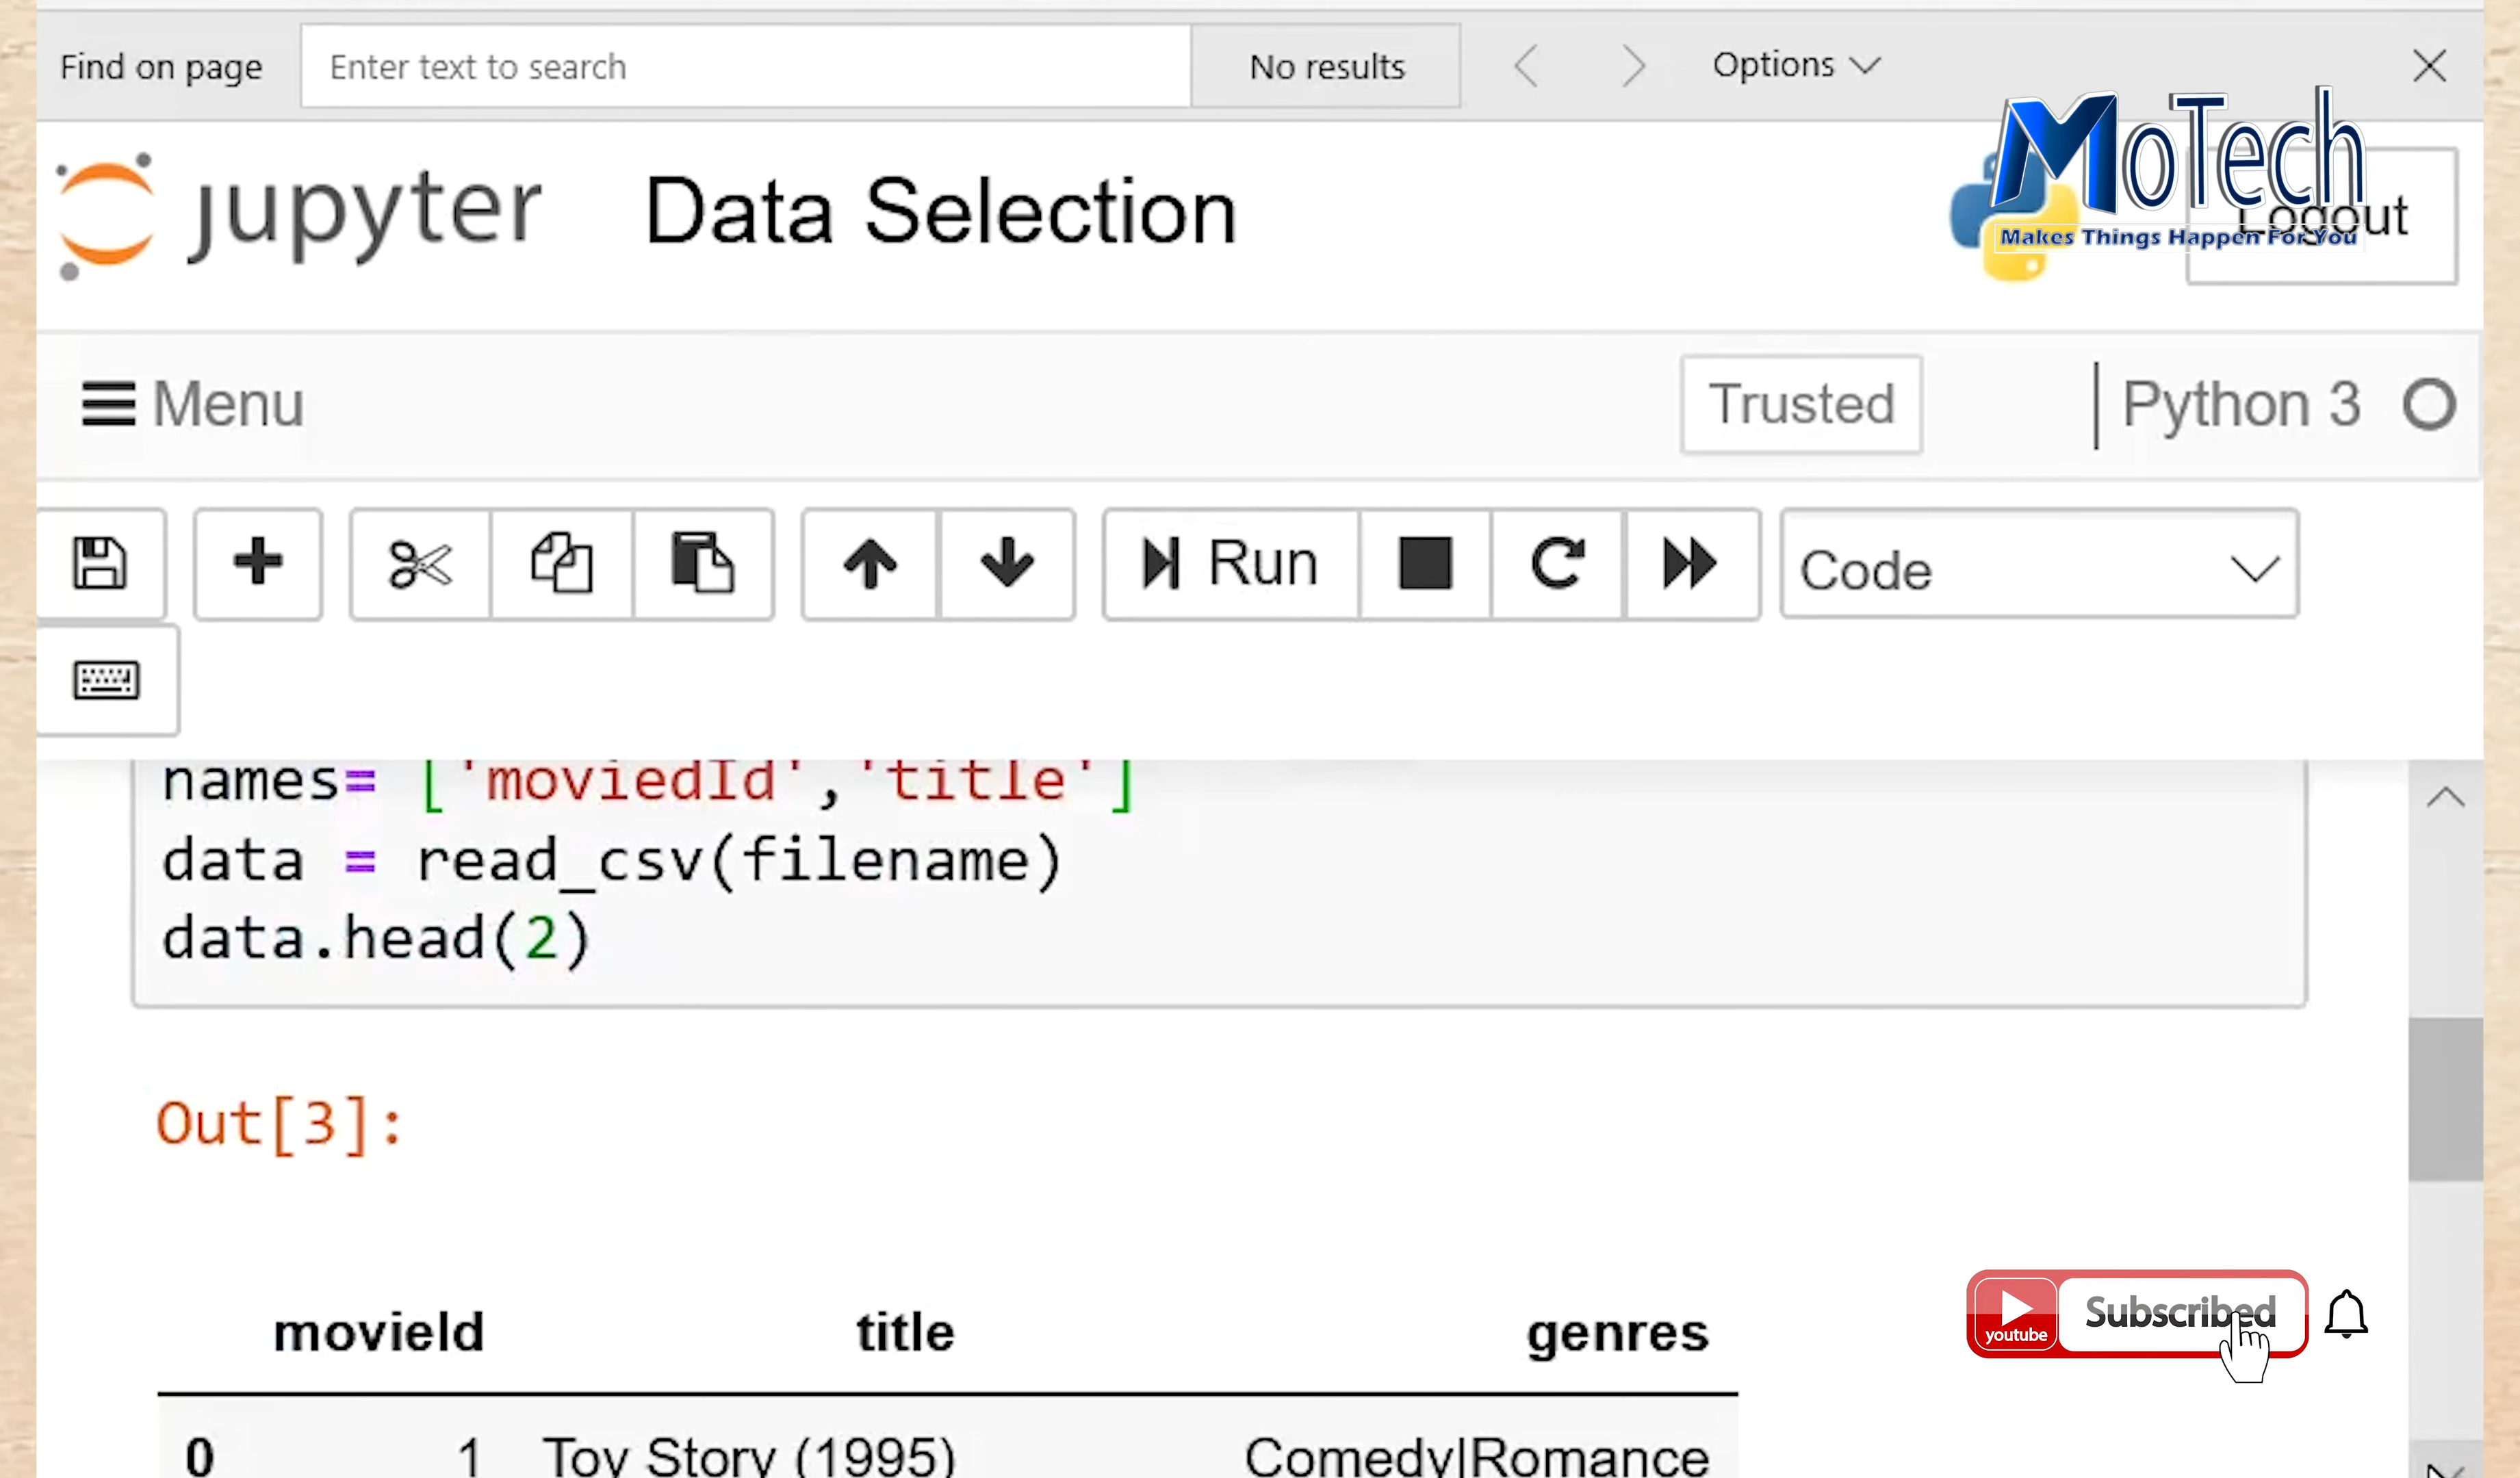 Find on page Enter text to search No results Options
MoTech
Makes Things Happen For You
jupyter Data Selection Logout
Menu Trusted Python 3
Run Code
names= ['moviedId','title']
data = read_csv(filename)
data.head(2)
Out[3]:
movieId title genres
youtube Subscribed
0 1 Toy Story (1995) Comedy|Romance